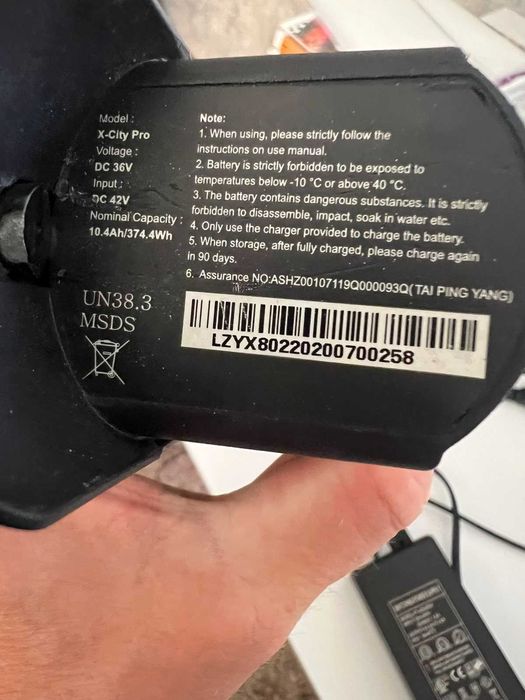 Model :
X-City Pro
Voltage :
DC 36V
Input :
DC 42V
Nominal Capacity :
10.4Ah/374.4Wh
UN38.3
MSDS
Note:
1. When using, please strictly follow the
instructions on use manual.
2. Battery is strictly forbidden to be exposed to
temperatures below -10 °C or above 40 °C.
3. The battery contains dangerous substances. It is strictly
forbidden to disassemble, impact, soak in water etc.
4. Only use the charger provided to charge the battery.
5. When storage, after fully charged, please charge again
in 90 days.
6. Assurance NO:ASHZ00107119Q000093Q(TAI PING YANG)
LZYX80220200700258